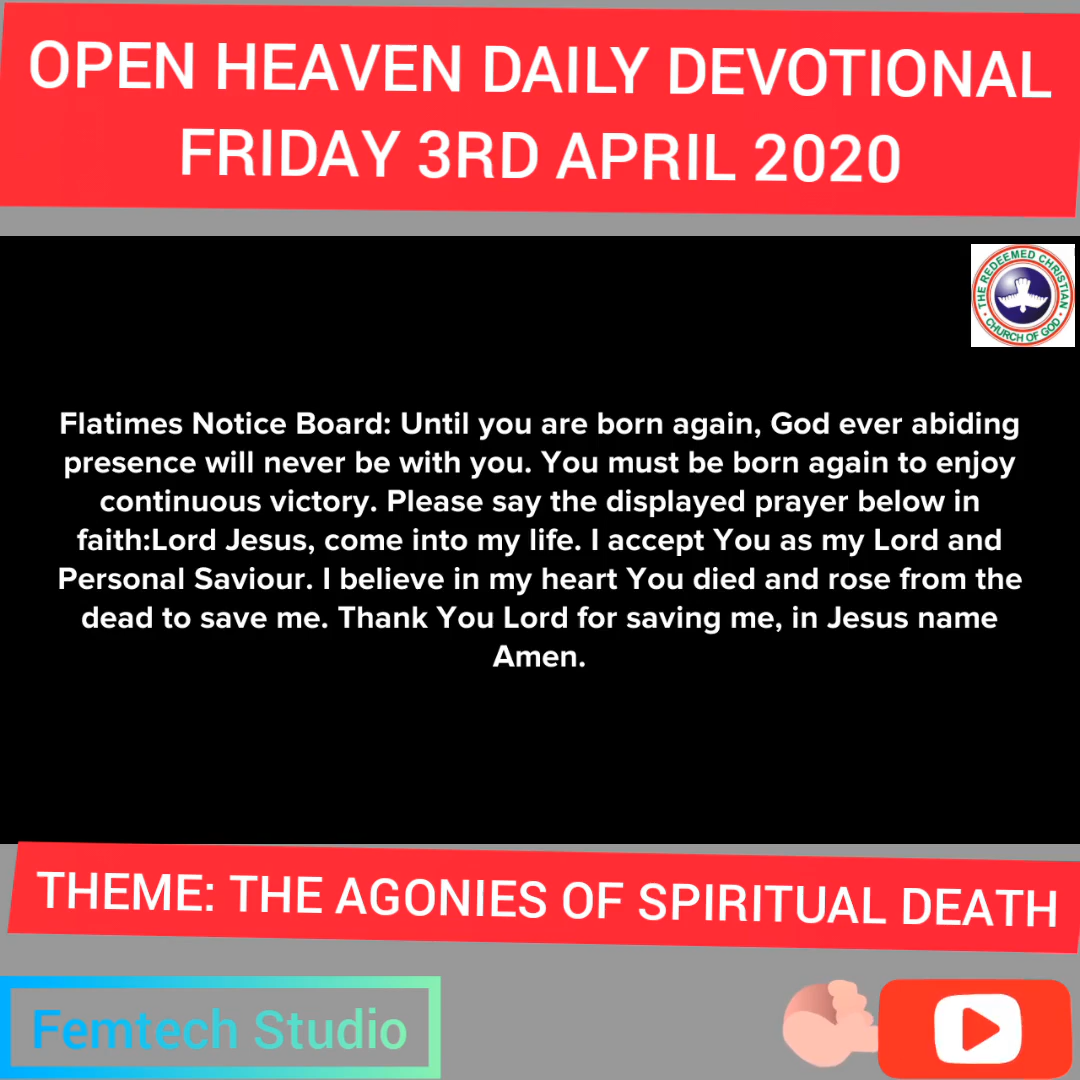 OPEN HEAVEN DAILY DEVOTIONAL
FRIDAY 3RD APRIL 2020
THE REDEEMED CHRISTIAN
CHURCH OF GOD
Flatimes Notice Board: Until you are born again, God ever abiding
presence will never be with you. You must be born again to enjoy
continuous victory. Please say the displayed prayer below in
faith:Lord Jesus, come into my life. I accept You as my Lord and
Personal Saviour. I believe in my heart You died and rose from the
dead to save me. Thank You Lord for saving me, in Jesus name
Amen.
THEME: THE AGONIES OF SPIRITUAL DEATH
Femtech Studio